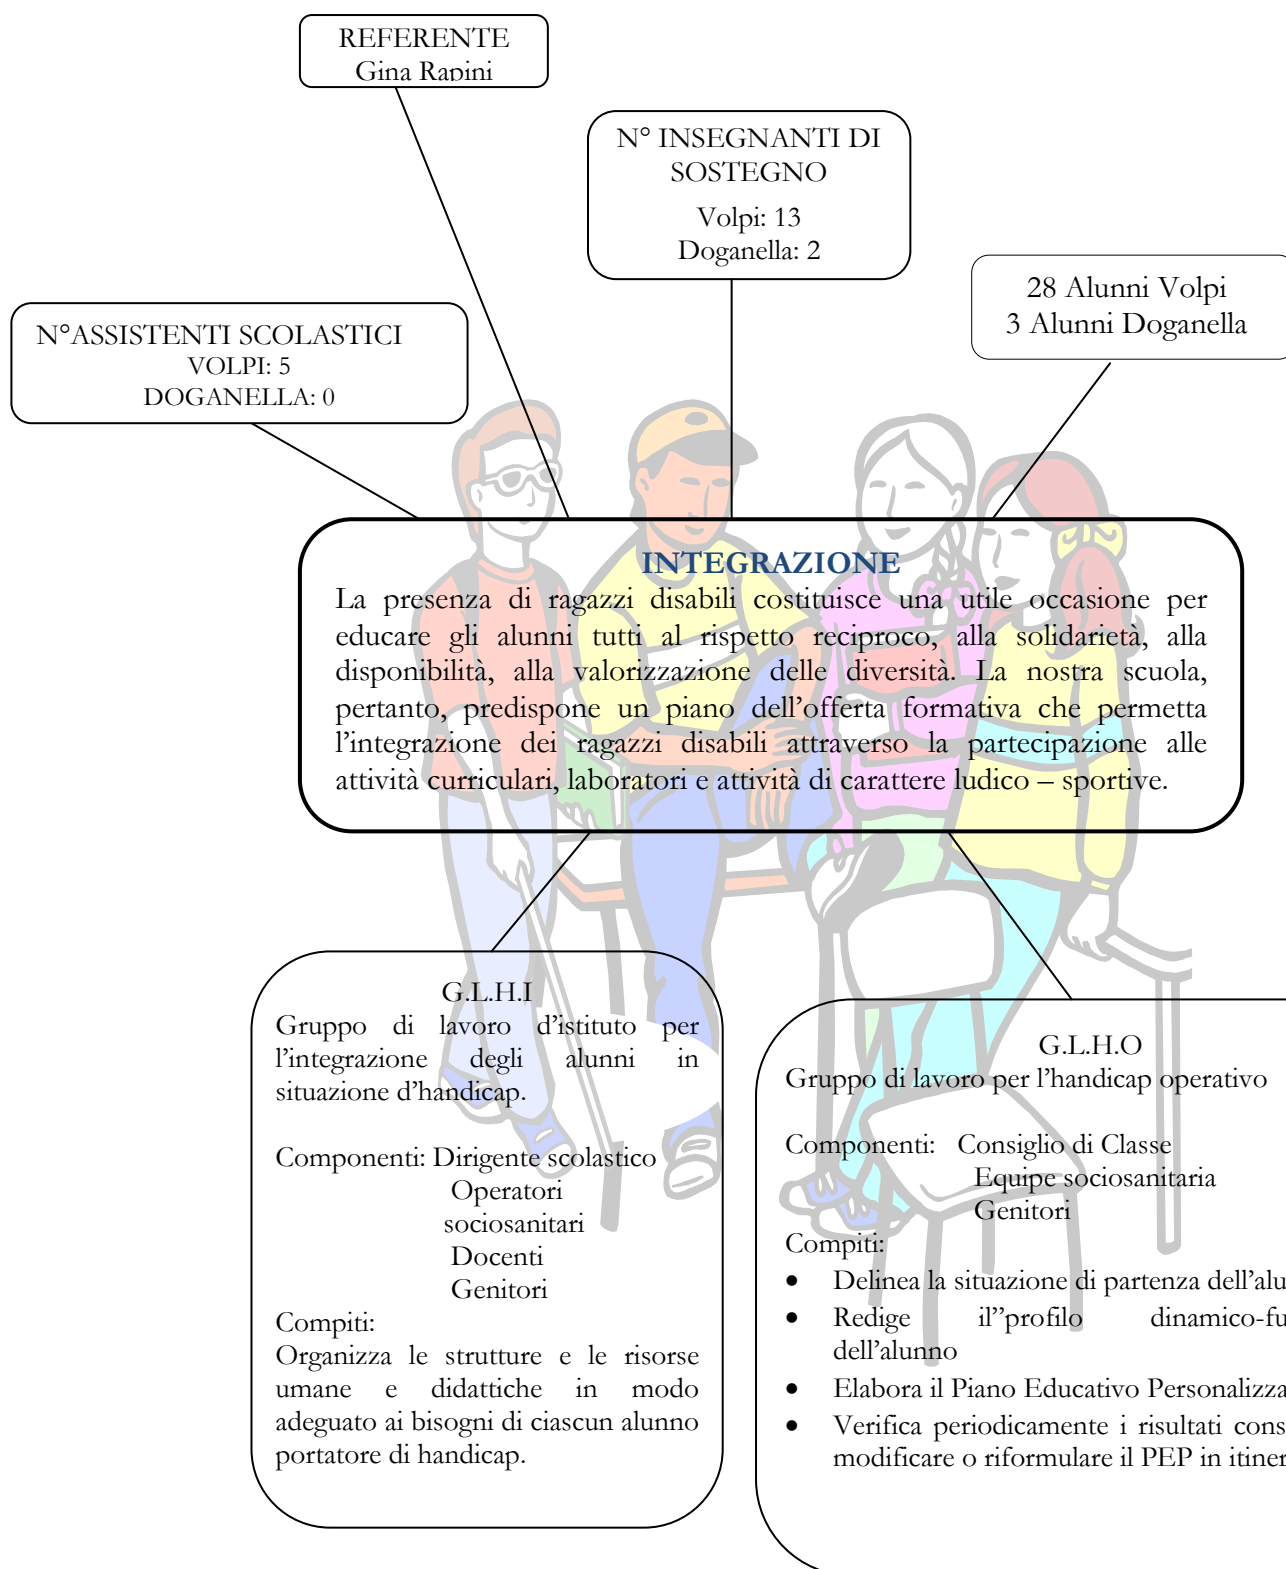 REFERENTE
Gina Rapini
N° INSEGNANTI DI
SOSTEGNO
Volpi: 13
Doganella: 2
28 Alunni Volpi
3 Alunni Doganella
N°ASSISTENTI SCOLASTICI
VOLPI: 5
DOGANELLA: 0
INTEGRAZIONE
La presenza di ragazzi disabili costituisce una utile occasione per
educare gli alunni tutti al rispetto reciproco, alla solidarietà, alla
disponibilità, alla valorizzazione delle diversità. La nostra scuola,
pertanto, predispone un piano dell’offerta formativa che permetta
l’integrazione dei ragazzi disabili attraverso la partecipazione alle
attività curriculari, laboratori e attività di carattere ludico – sportive.
G.L.H.I
Gruppo di lavoro d’istituto per
l’integrazione degli alunni in
situazione d’handicap.
Componenti: Dirigente scolastico
Operatori
sociosanitari
Docenti
Genitori
Compiti:
Organizza le strutture e le risorse
umane e didattiche in modo
adeguato ai bisogni di ciascun alunno
portatore di handicap.
G.L.H.O
Gruppo di lavoro per l’handicap operativo
Componenti: Consiglio di Classe
Equipe sociosanitaria
Genitori
Compiti:
• Delinea la situazione di partenza dell’alu
• Redige il”profilo dinamico-fu
dell’alunno
• Elabora il Piano Educativo Personalizza
• Verifica periodicamente i risultati cons
modificare o riformulare il PEP in itiner